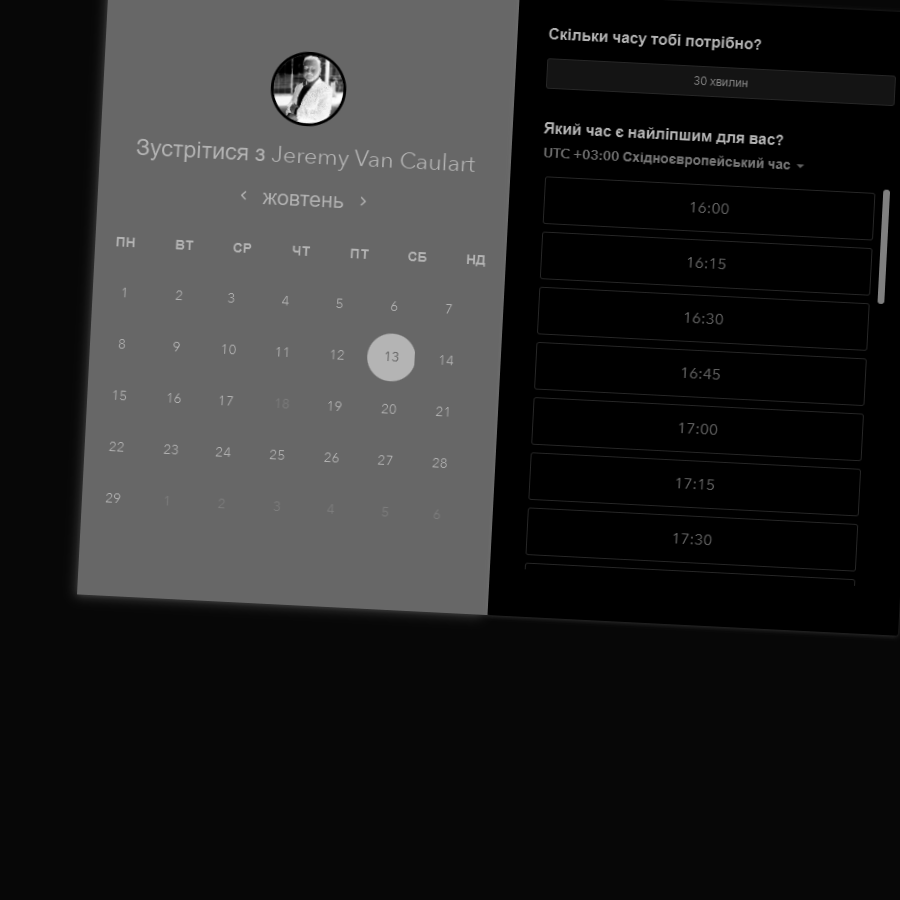 Зустрітися з Jeremy Van Caulart
‹ жовтень ›
ПН ВТ СР ЧТ ПТ СБ НД
1 2 3 4 5 6 7
8 9 10 11 12 13 14
15 16 17 18 19 20 21
22 23 24 25 26 27 28
29 1 2 3 4 5 6
Скільки часу тобі потрібно?
30 хвилин
Який час є найліпшим для вас?
UTC +03:00 Східноєвропейський час
16:00
16:15
16:30
16:45
17:00
17:15
17:30